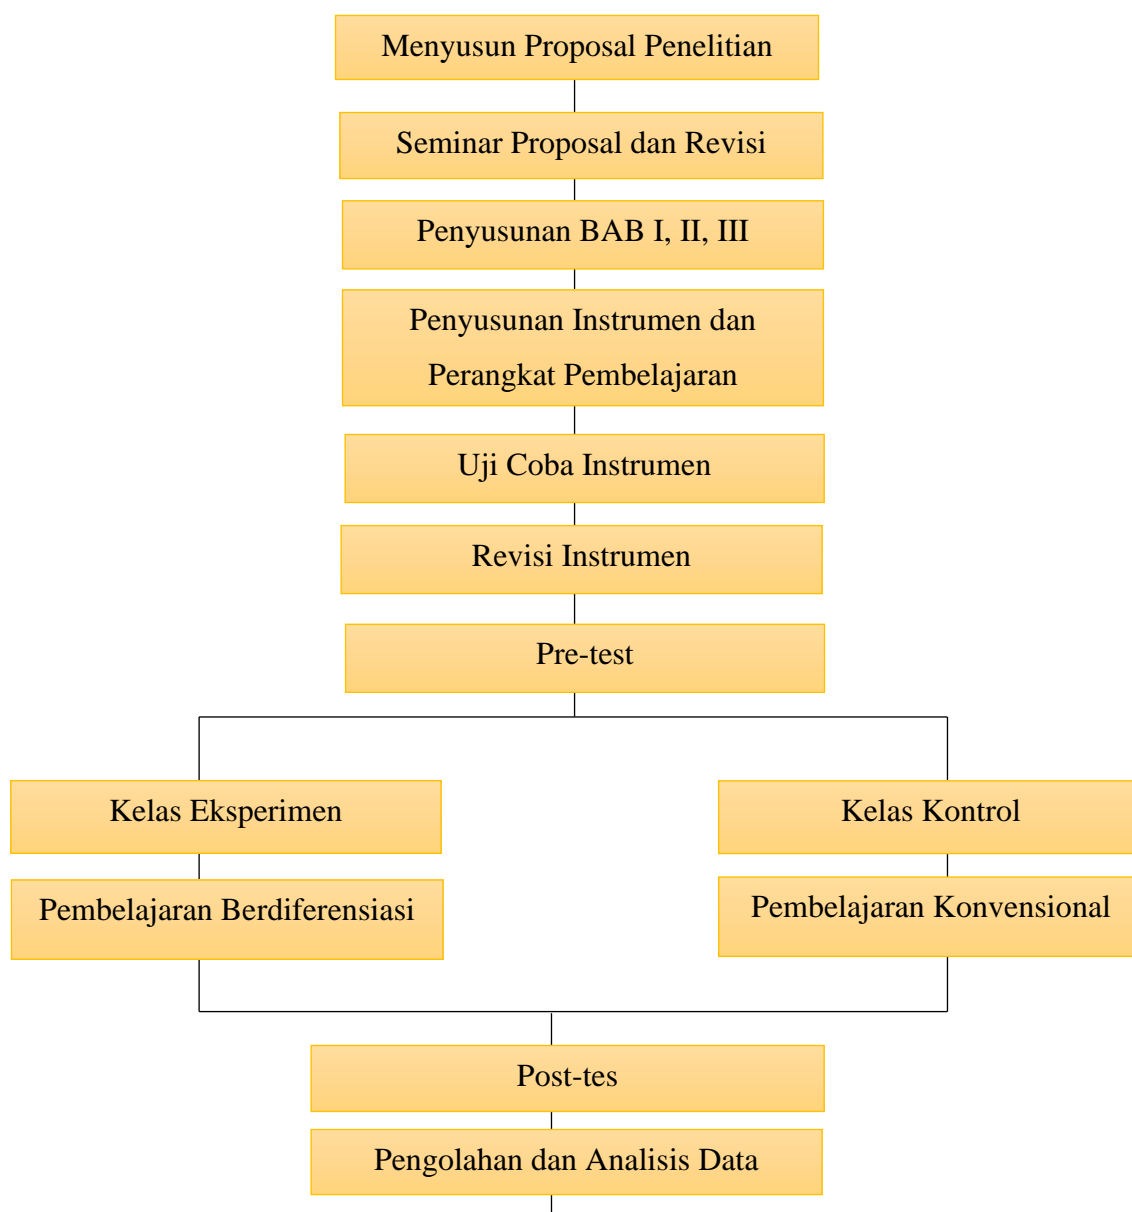 Menyusun Proposal Penelitian
Seminar Proposal dan Revisi
Penyusunan BAB I, II, III
Penyusunan Instrumen dan
Perangkat Pembelajaran
Uji Coba Instrumen
Revisi Instrumen
Pre-test
Kelas Eksperimen
Kelas Kontrol
Pembelajaran Berdiferensiasi
Pembelajaran Konvensional
Post-tes
Pengolahan dan Analisis Data